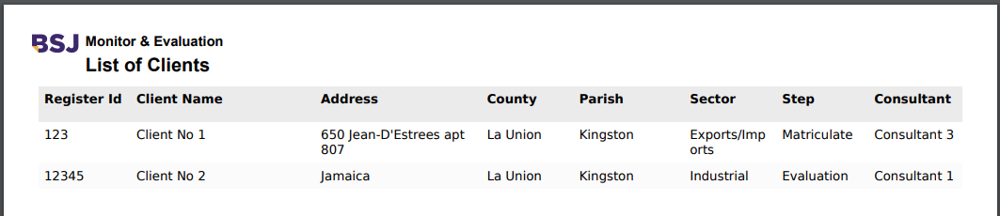 BSJ Monitor & Evaluation
List of Clients
Register Id Client Name Address County Parish Sector Step Consultant
123 Client No 1 650 Jean-D'Estrees apt La Union Kingston Exports/Imp Matriculate Consultant 3
807 orts
12345 Client No 2 Jamaica La Union Kingston Industrial Evaluation Consultant 1